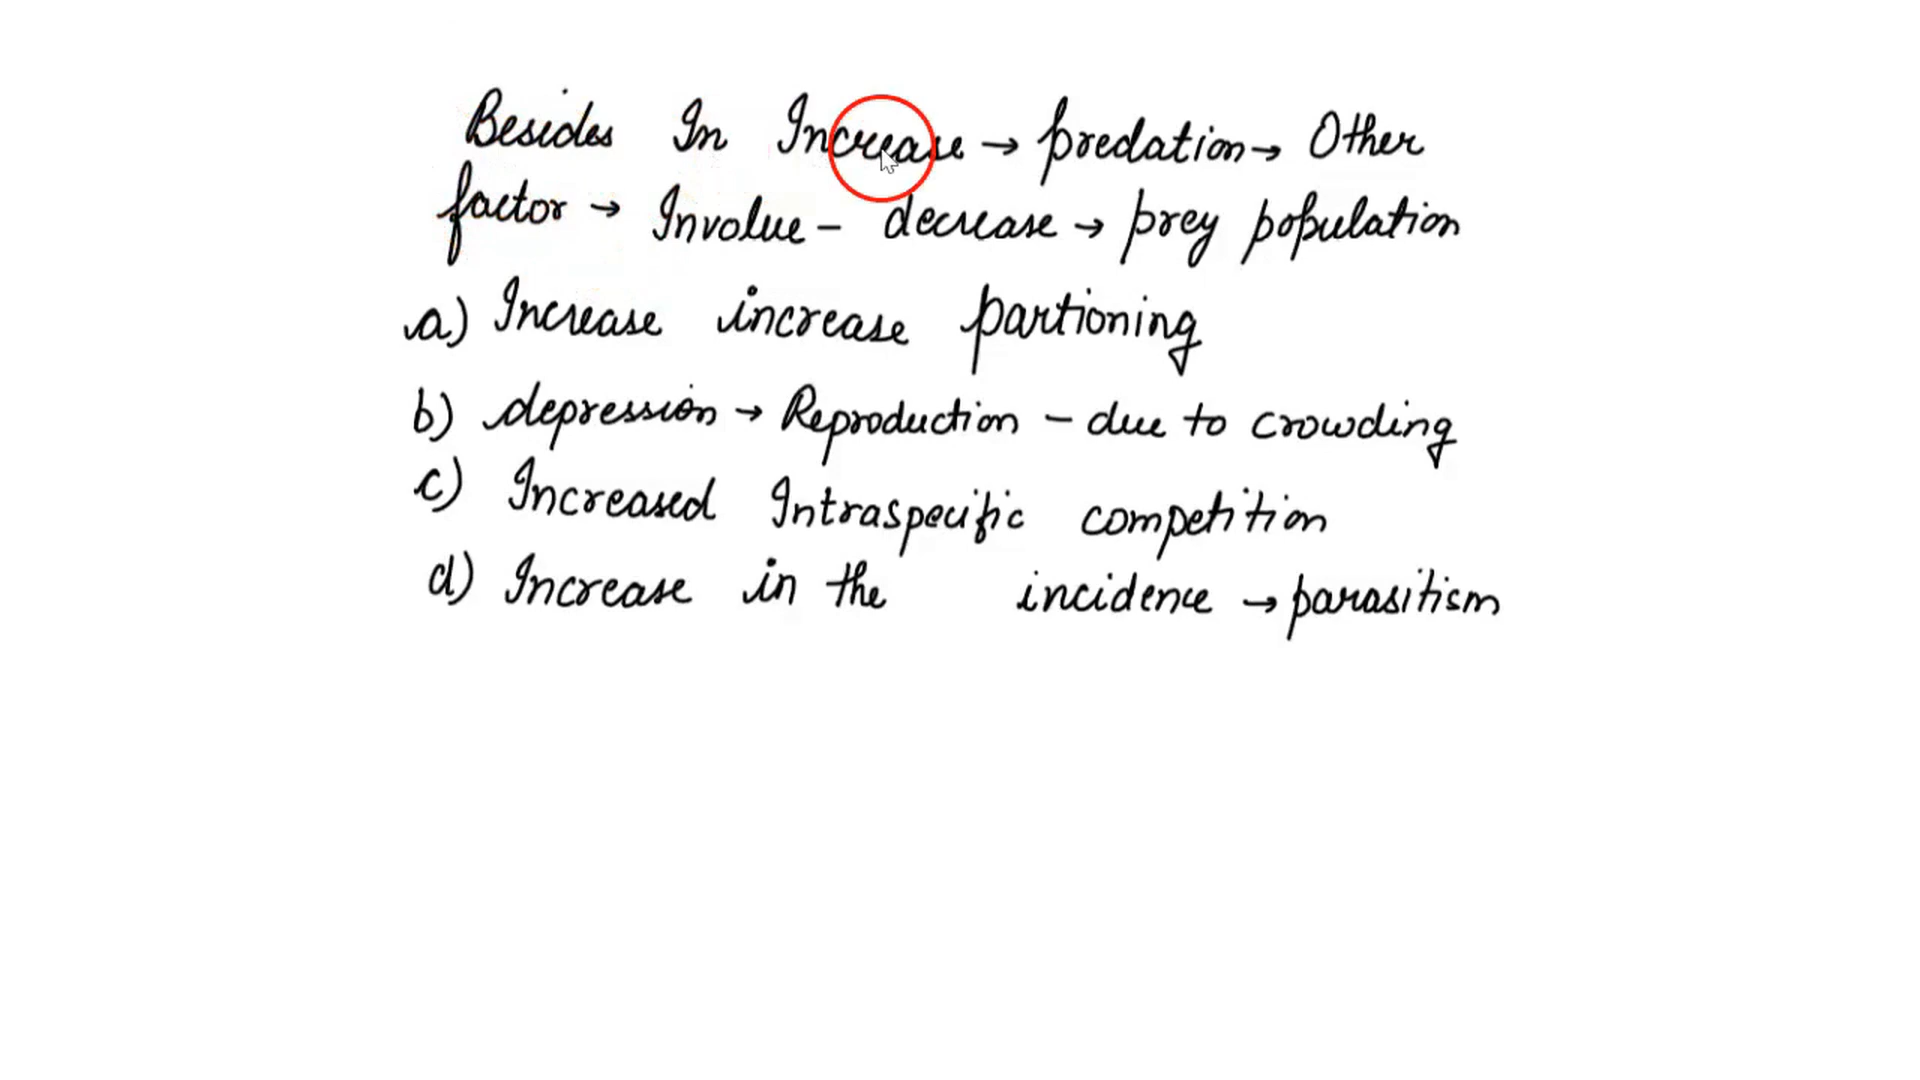 Besides In Increase → predation → Other
factor → Involue - decrease → prey population
a) Increase increase partioning
b) depression → Reproduction - due to crowding
c) Increased Intraspecific competition
d) Increase in the incidence → parasitism